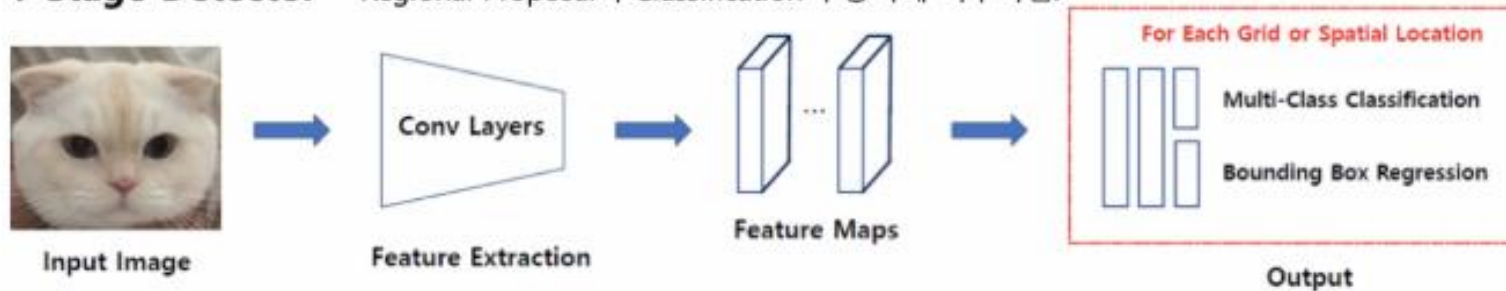 For Each Grid or Spatial Location
Conv Layers
...
Multi-Class Classification
Bounding Box Regression
Input Image
Feature Extraction
Feature Maps
Output